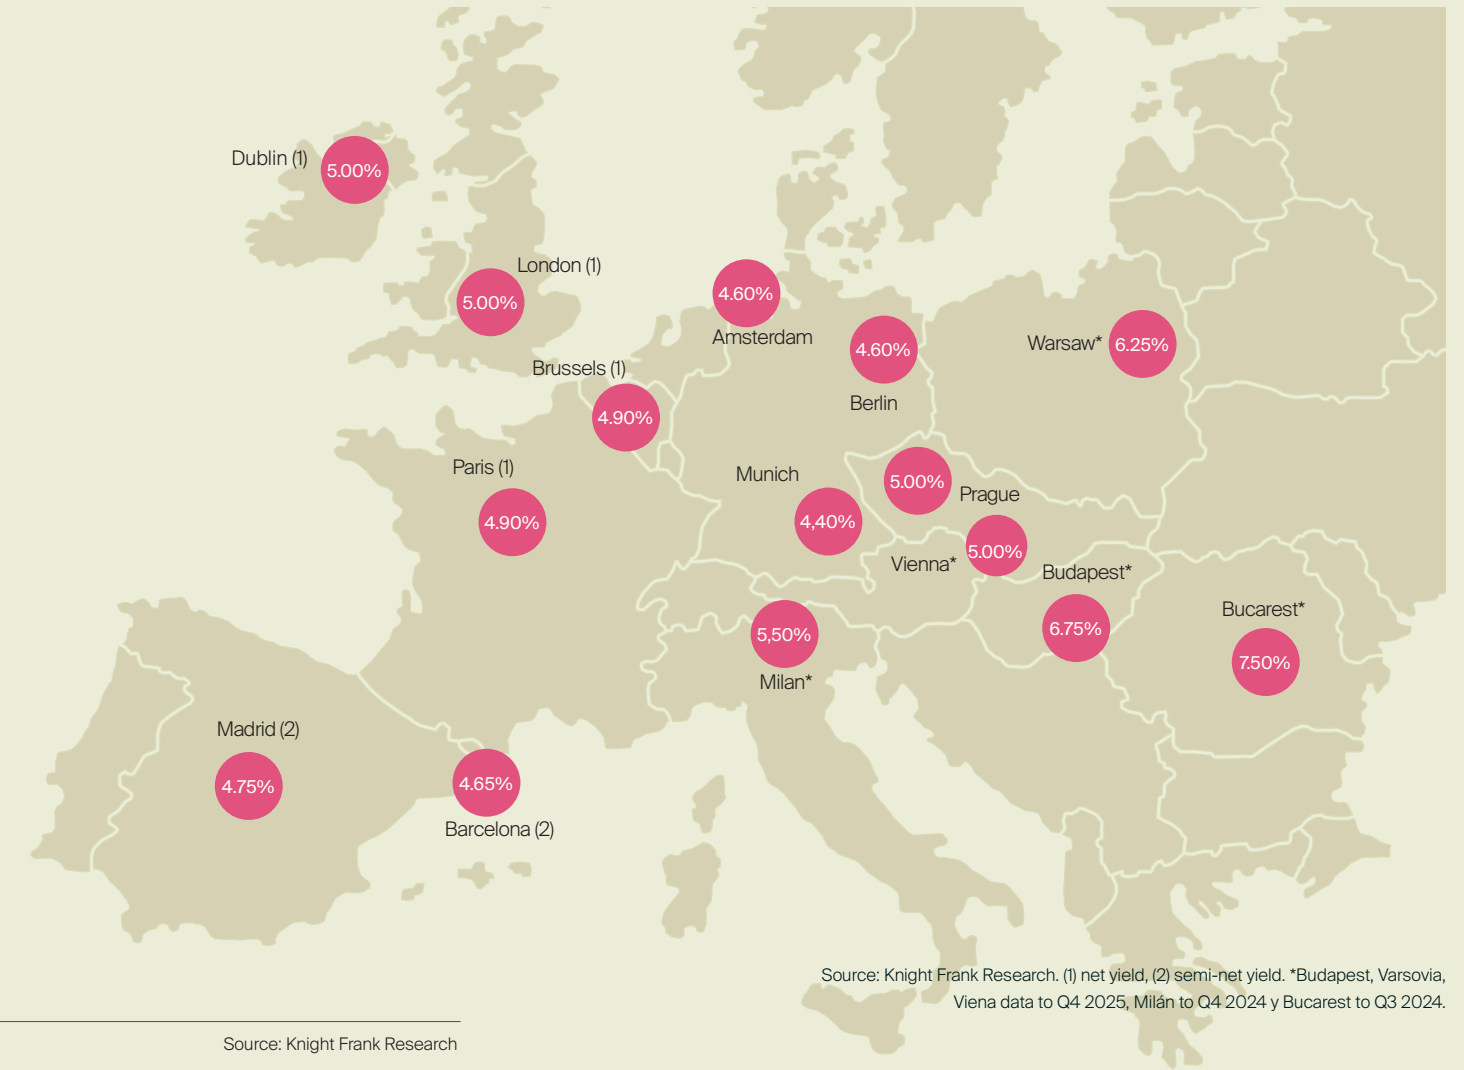 Dublin (1)
5.00%
London (1)
5.00%
4.60%
Amsterdam
4.60%
Berlin
Warsaw*
6.25%
Brussels (1)
4.90%
Paris (1)
4.90%
Munich
4,40%
5.00%
Prague
Vienna*
5.00%
Budapest*
6.75%
Bucarest*
7.50%
5,50%
Milan*
Madrid (2)
4.75%
4.65%
Barcelona (2)
Source: Knight Frank Research. (1) net yield, (2) semi-net yield. *Budapest, Varsovia,
Viena data to Q4 2025, Milán to Q4 2024 y Bucarest to Q3 2024.
Source: Knight Frank Research